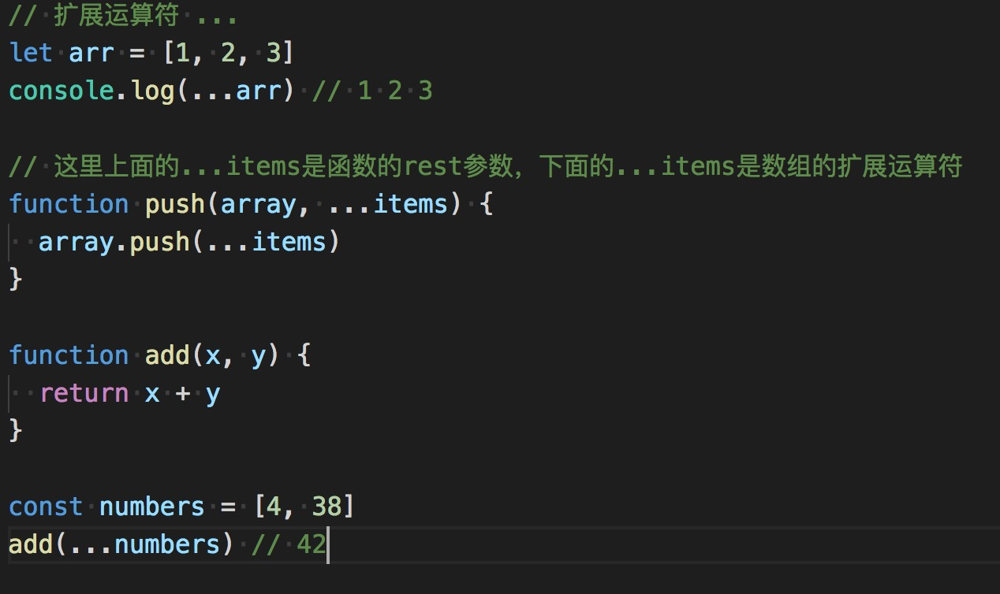 // 扩展运算符 ...
let arr = [1, 2, 3]
console.log(...arr) // 1 2 3
// 这里上面的...items是函数的rest参数，下面的...items是数组的扩展运算符
function push(array, ...items) {
  array.push(...items)
}
function add(x, y) {
  return x + y
}
const numbers = [4, 38]
add(...numbers) // 42